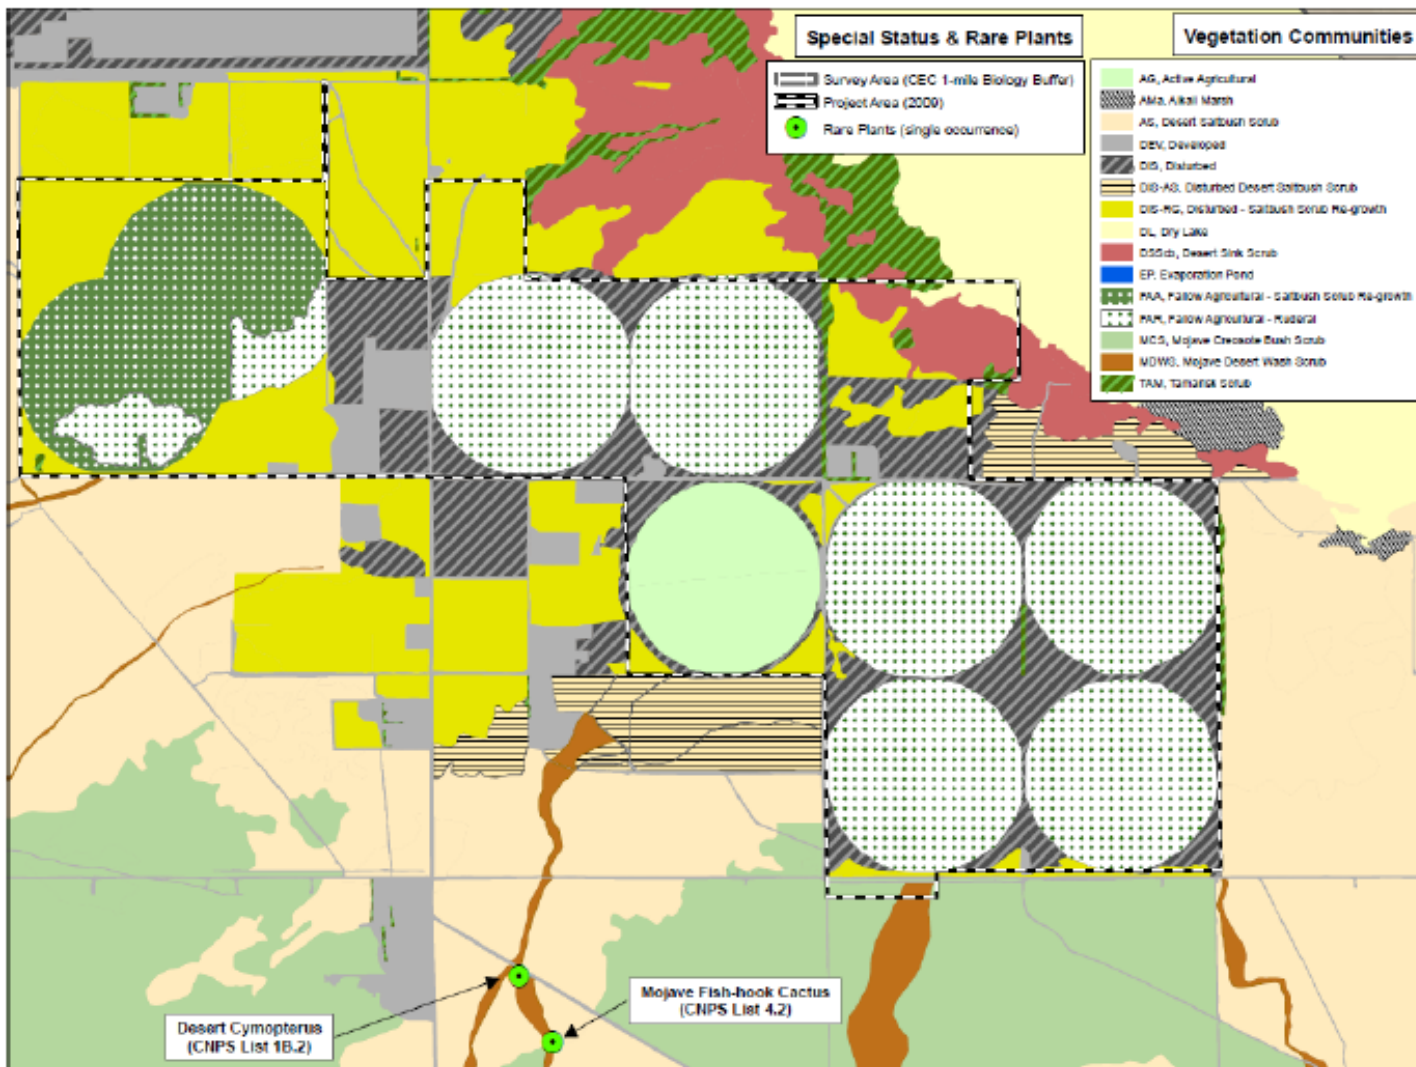 Special Status & Rare Plants
Survey Area (CEC 1-mile Biology Buffer)
Project Area (2009)
Rare Plants (single occurrence)
Vegetation Communities
AG, Active Agricultural
AMa, Alkali Marsh
AS, Desert Saltbush Scrub
DEV, Developed
DIS, Disturbed
DIS-AS, Disturbed Desert Saltbush Scrub
DIS-RG, Disturbed - Saltbush Scrub Re-growth
DL, Dry Lake
DSScb, Desert Sink Scrub
EP, Evaporation Pond
FAA, Fallow Agricultural - Saltbush Scrub Re-growth
FAR, Fallow Agricultural - Ruderal
MCS, Mojave Creosote Bush Scrub
MDWS, Mojave Desert Wash Scrub
TAM, Tamarisk Scrub
Mojave Fish-hook Cactus
(CNPS List 4.2)
Desert Cymopterus
(CNPS List 1B.2)